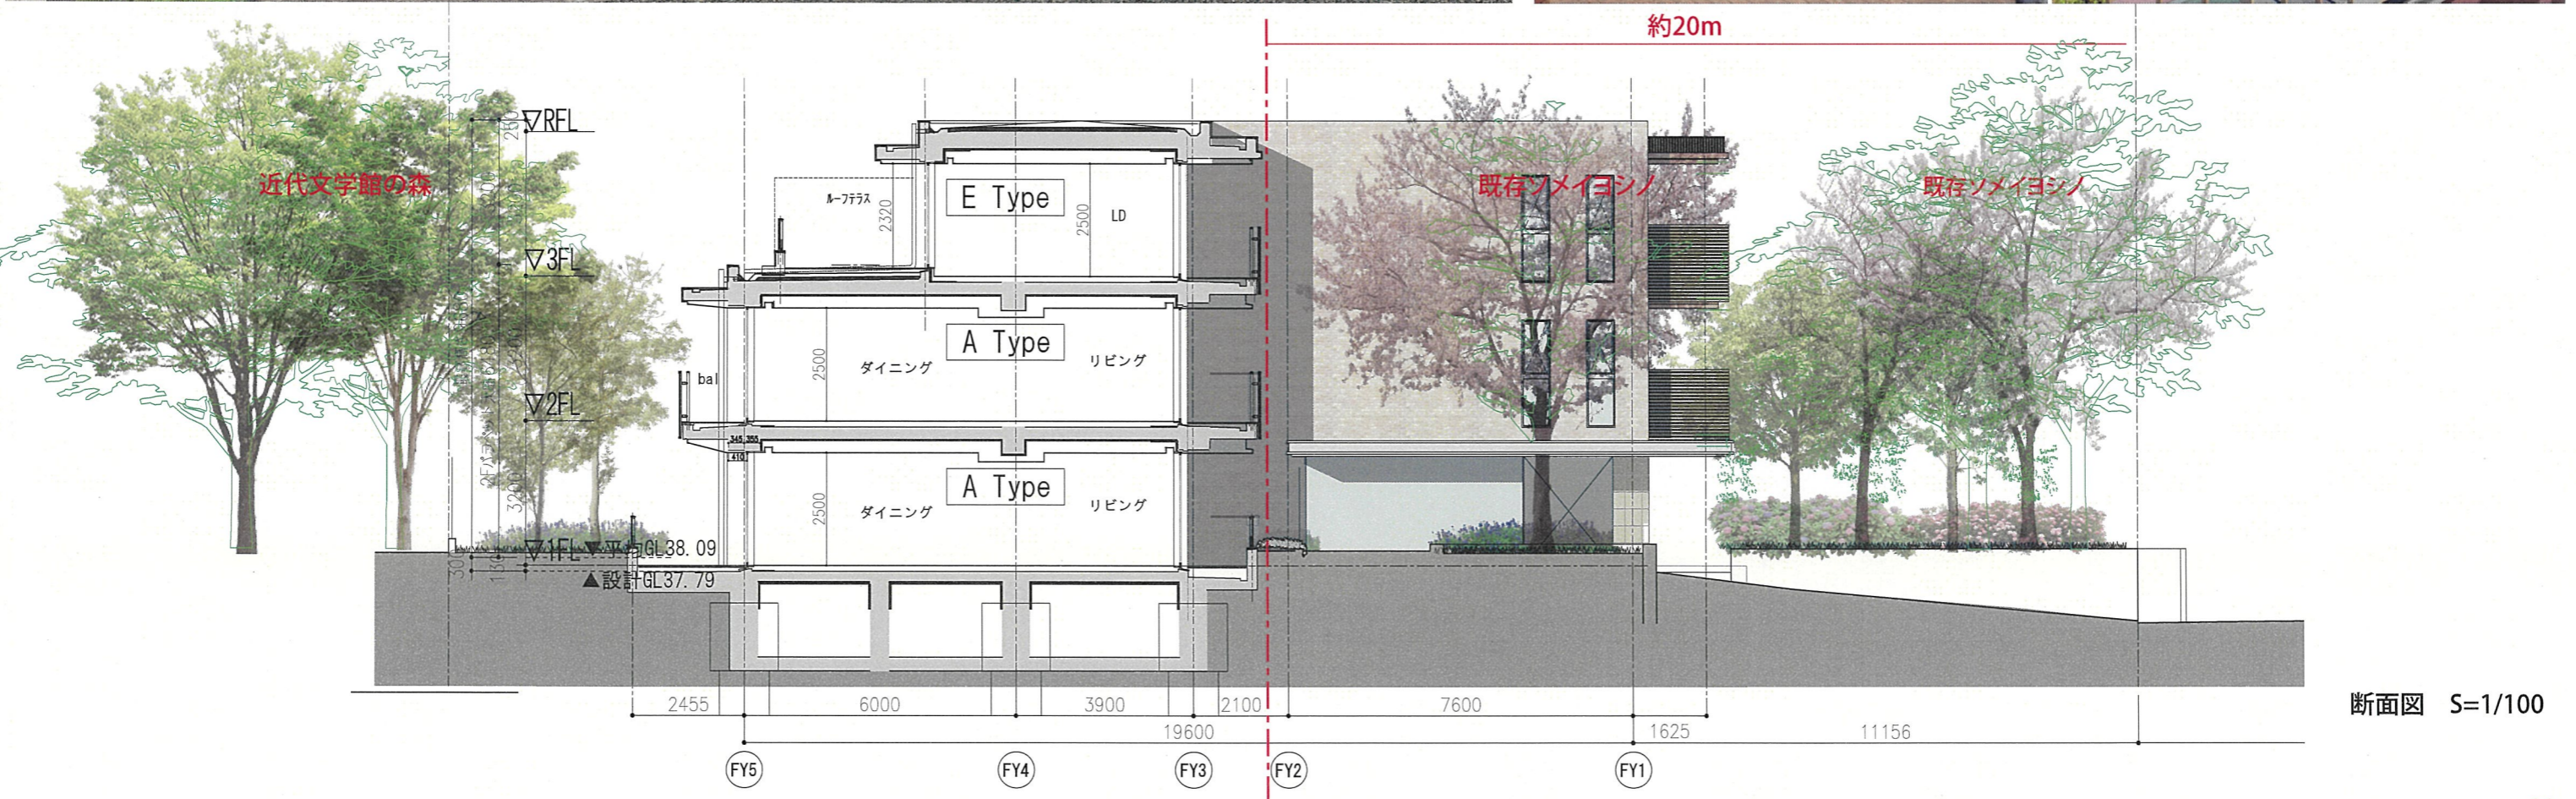 約20m
▽RFL
250
近代文学館の森
ルーフテラス
2320
E Type
2500
LD
既存ソメイヨシノ
既存ソメイヨシノ
▽3FL
A Type
bal
2500
ダイニング
リビング
▽2FL
345 355
410
A Type
2500
ダイニング
リビング
3200
▽1FL
GL38.09
▲設計GL37.79
300
2455
6000
3900
2100
7600
19600
1625
11156
断面図 S=1/100
FY5
FY4
FY3
FY2
FY1